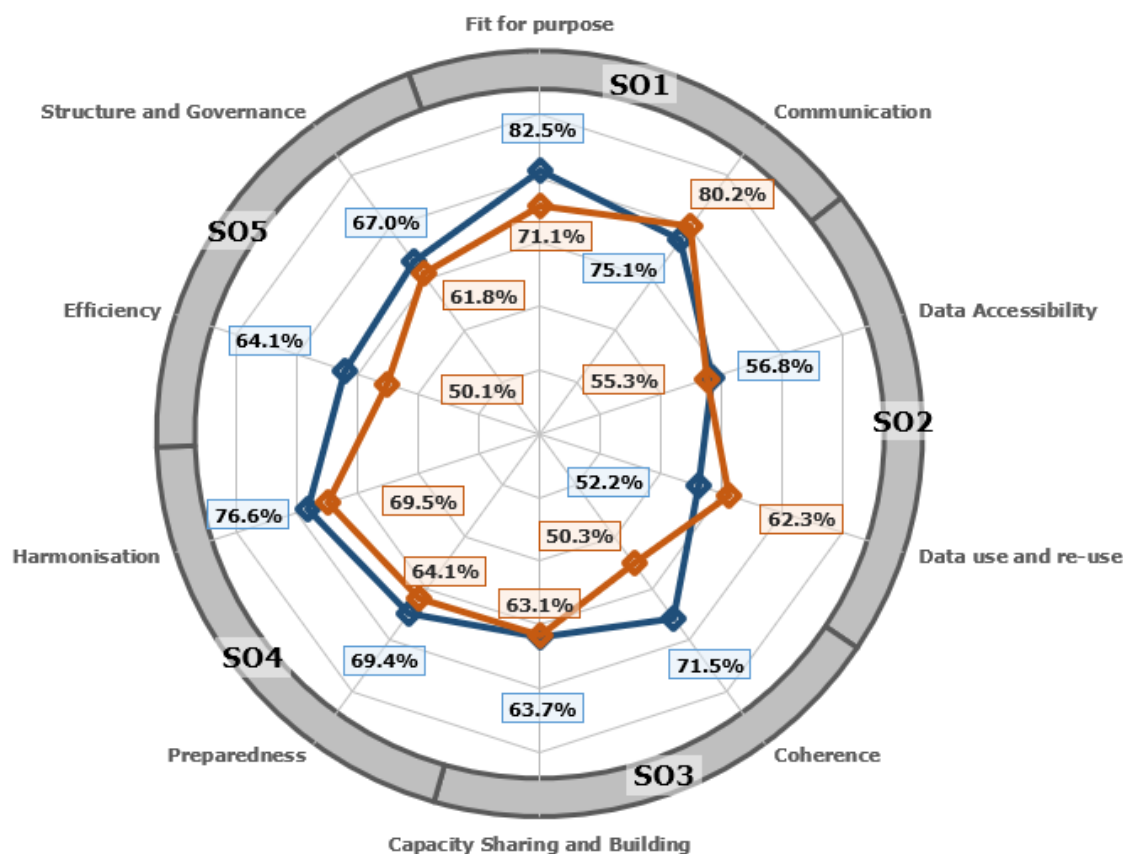 Fit for purpose
SO1
Structure and Governance
Communication
82.5%
80.2%
67.0%
SO5
71.1%
75.1%
61.8%
Efficiency
Data Accessibility
64.1%
56.8%
50.1%
55.3%
SO2
52.2%
69.5%
76.6%
62.3%
50.3%
Harmonisation
Data use and re-use
64.1%
63.1%
SO4
69.4%
71.5%
63.7%
Preparedness
Coherence
SO3
Capacity Sharing and Building